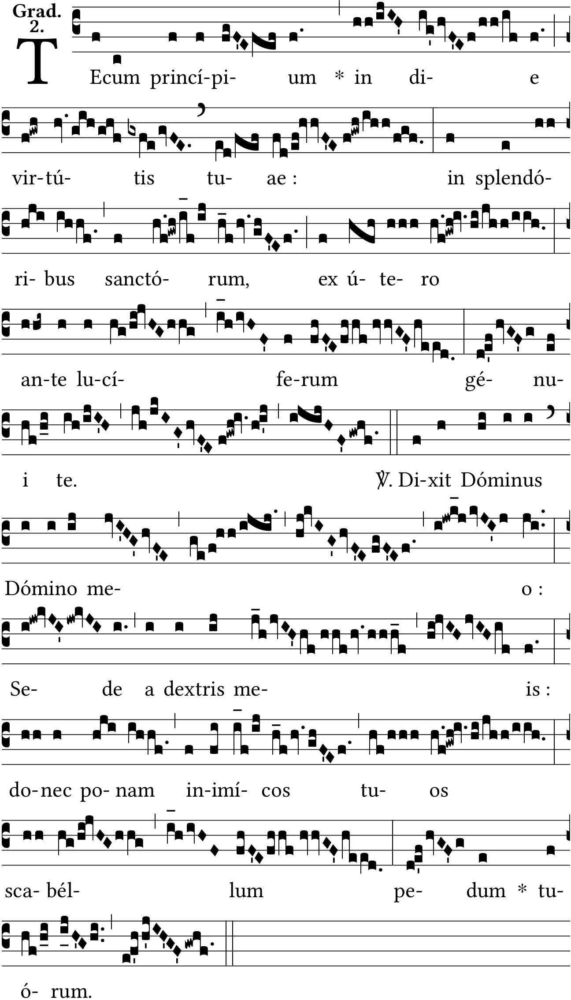 Grad.
2.
TEcum princí-pi- um * in di- e
vir-tú- tis tu- ae : in splendó-
ri- bus sanctó- rum, ex ú- te- ro
an-te lu-cí- fe-rum gé- nu-
i te. ℣. Di-xit Dóminus
Dómino me- o :
Se- de a dextris me- is :
do-nec po- nam in-imí- cos tu- os
sca- bél- lum pe- dum * tu-
ó- rum.